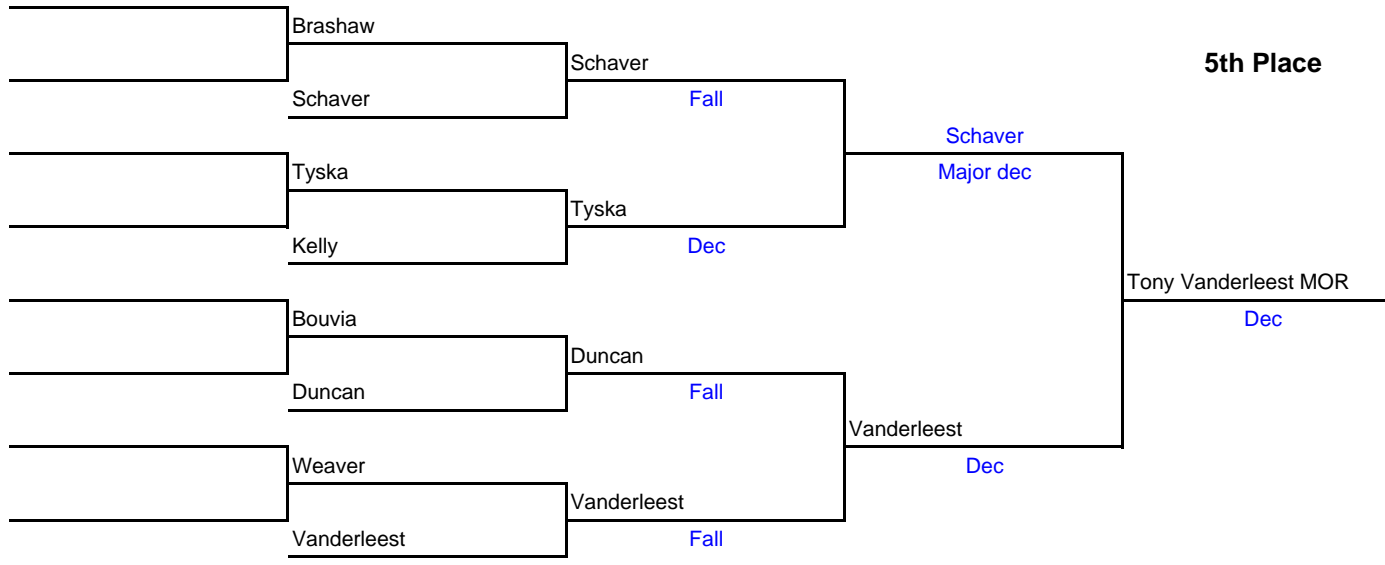 Brashaw
Schaver
5th Place
Schaver
Fall
Schaver
Tyska
Major dec
Tyska
Kelly
Dec
Tony Vanderleest MOR
Bouvia
Dec
Duncan
Duncan
Fall
Vanderleest
Weaver
Dec
Vanderleest
Vanderleest
Fall